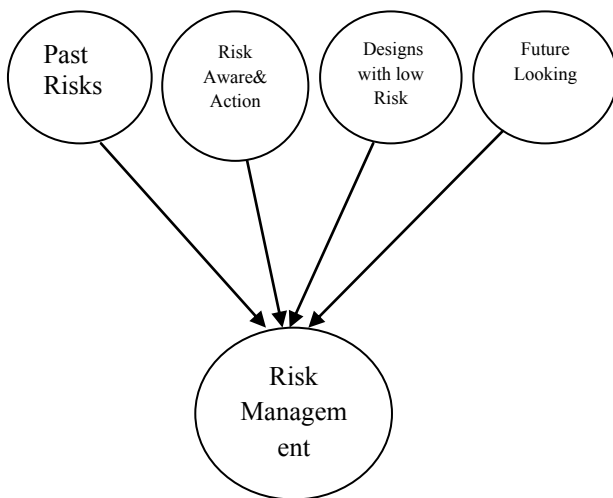 Past
Risks
Risk
Aware&
Action
Designs
with low
Risk
Future
Looking
Risk
Managem
ent